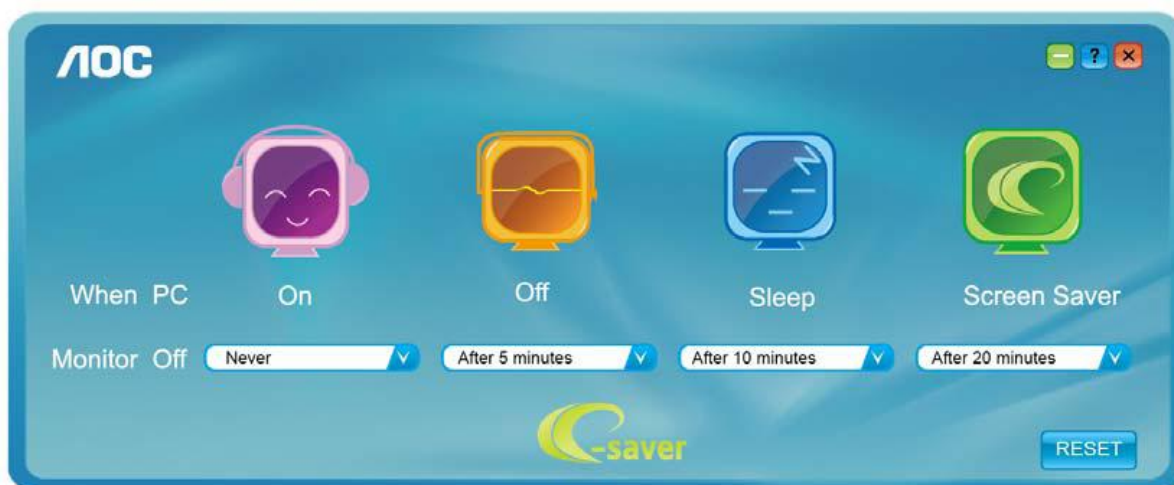 AOC
?
When PC On Off Sleep Screen Saver
Monitor Off Never After 5 minutes After 10 minutes After 20 minutes
e-saver
RESET